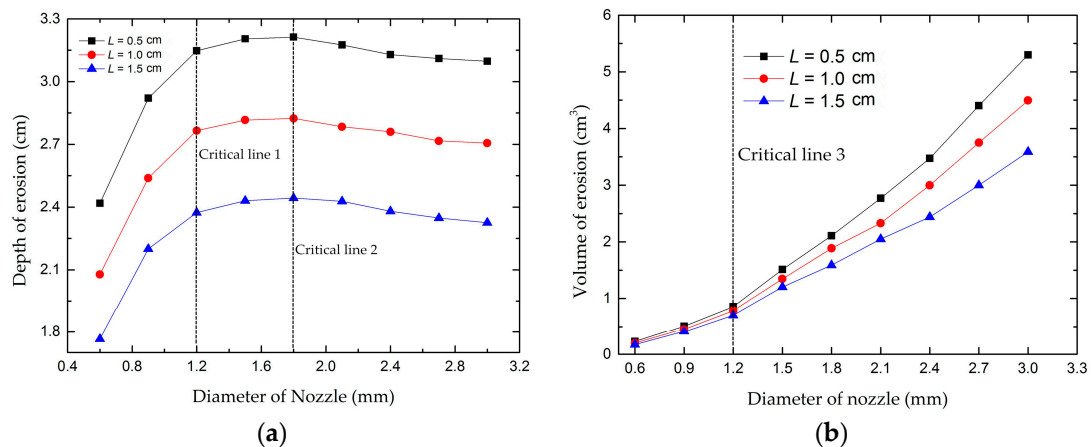 3.3
3.0
2.7
2.4
2.1
1.8
Depth of erosion (cm)
L = 0.5 cm
L = 1.0 cm
L = 1.5 cm
Critical line 1
Critical line 2
0.4 0.8 1.2 1.6 2.0 2.4 2.8 3.2
Diameter of Nozzle (mm)
(a)
6
5
4
3
2
1
0
Volume of erosion (cm³)
L = 0.5 cm
L = 1.0 cm
L = 1.5 cm
Critical line 3
0.6 0.9 1.2 1.5 1.8 2.1 2.4 2.7 3.0 3.3
Diameter of nozzle (mm)
(b)